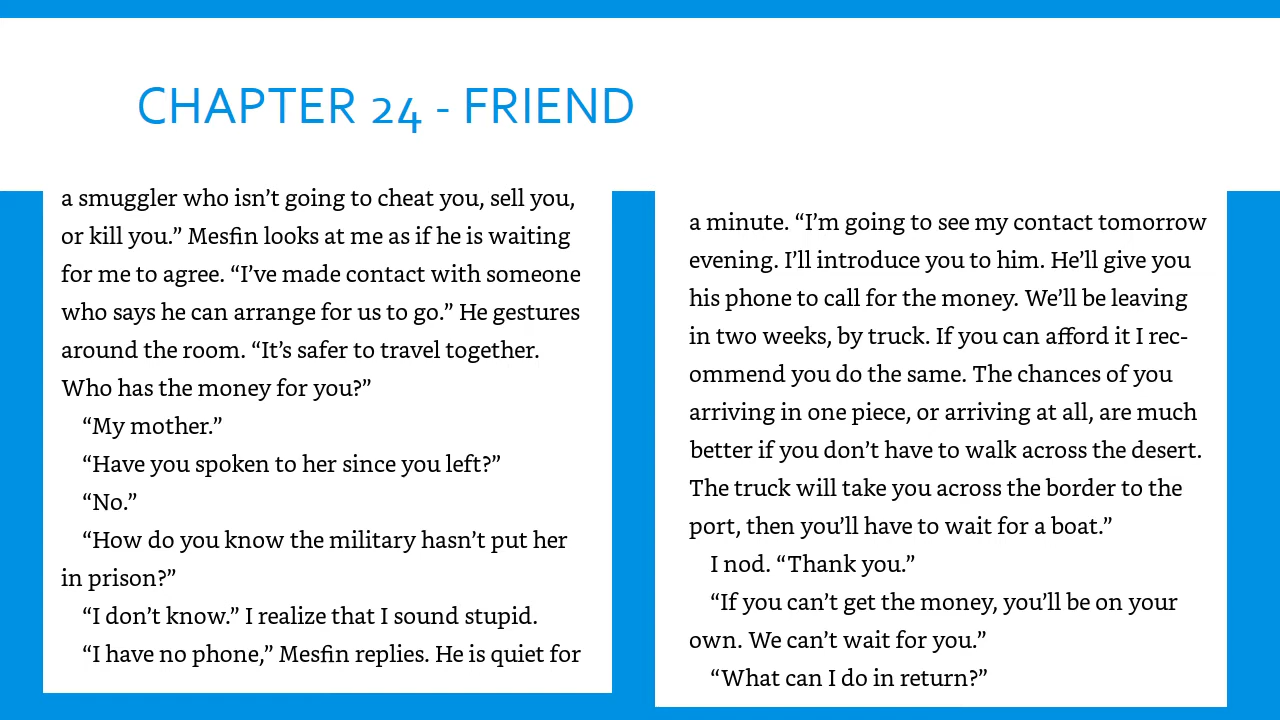 CHAPTER 24 - FRIEND
a smuggler who isn’t going to cheat you, sell you,
or kill you.” Mesfin looks at me as if he is waiting
for me to agree. “I’ve made contact with someone
who says he can arrange for us to go.” He gestures
around the room. “It’s safer to travel together.
Who has the money for you?”
“My mother.”
“Have you spoken to her since you left?”
“No.”
“How do you know the military hasn’t put her
in prison?”
“I don’t know.” I realize that I sound stupid.
“I have no phone,” Mesfin replies. He is quiet for
a minute. “I’m going to see my contact tomorrow
evening. I’ll introduce you to him. He’ll give you
his phone to call for the money. We’ll be leaving
in two weeks, by truck. If you can afford it I rec-
ommend you do the same. The chances of you
arriving in one piece, or arriving at all, are much
better if you don’t have to walk across the desert.
The truck will take you across the border to the
port, then you’ll have to wait for a boat.”
I nod. “Thank you.”
“If you can’t get the money, you’ll be on your
own. We can’t wait for you.”
“What can I do in return?”